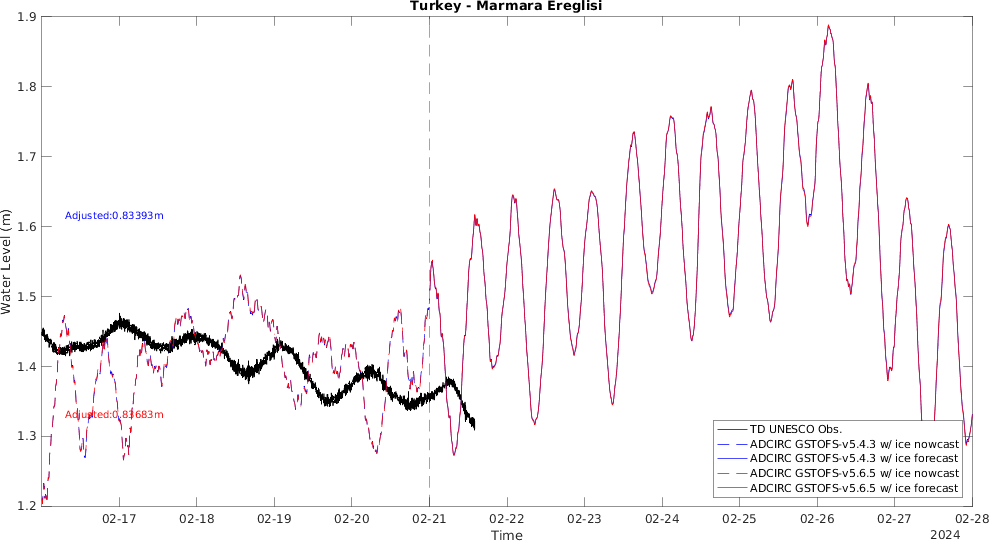 Turkey - Marmara Ereglisi
1.9
1.8
1.7
1.6
1.5
1.4
1.3
1.2
Water Level (m)
Adjusted:0.83393m
Adjusted:0.83683m
TD UNESCO Obs.
ADCIRC GSTOFS-v5.4.3 w/ ice nowcast
ADCIRC GSTOFS-v5.4.3 w/ ice forecast
ADCIRC GSTOFS-v5.6.5 w/ ice nowcast
ADCIRC GSTOFS-v5.6.5 w/ ice forecast
02-17 02-18 02-19 02-20 02-21 02-22 02-23 02-24 02-25 02-26 02-27 02-28
Time
2024